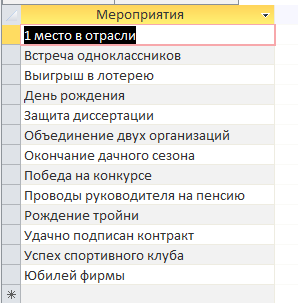 Мероприятия
1 место в отрасли
Встреча одноклассников
Выигрыш в лотерею
День рождения
Защита диссертации
Объединение двух организаций
Окончание дачного сезона
Победа на конкурсе
Проводы руководителя на пенсию
Рождение тройни
Удачно подписан контракт
Успех спортивного клуба
Юбилей фирмы